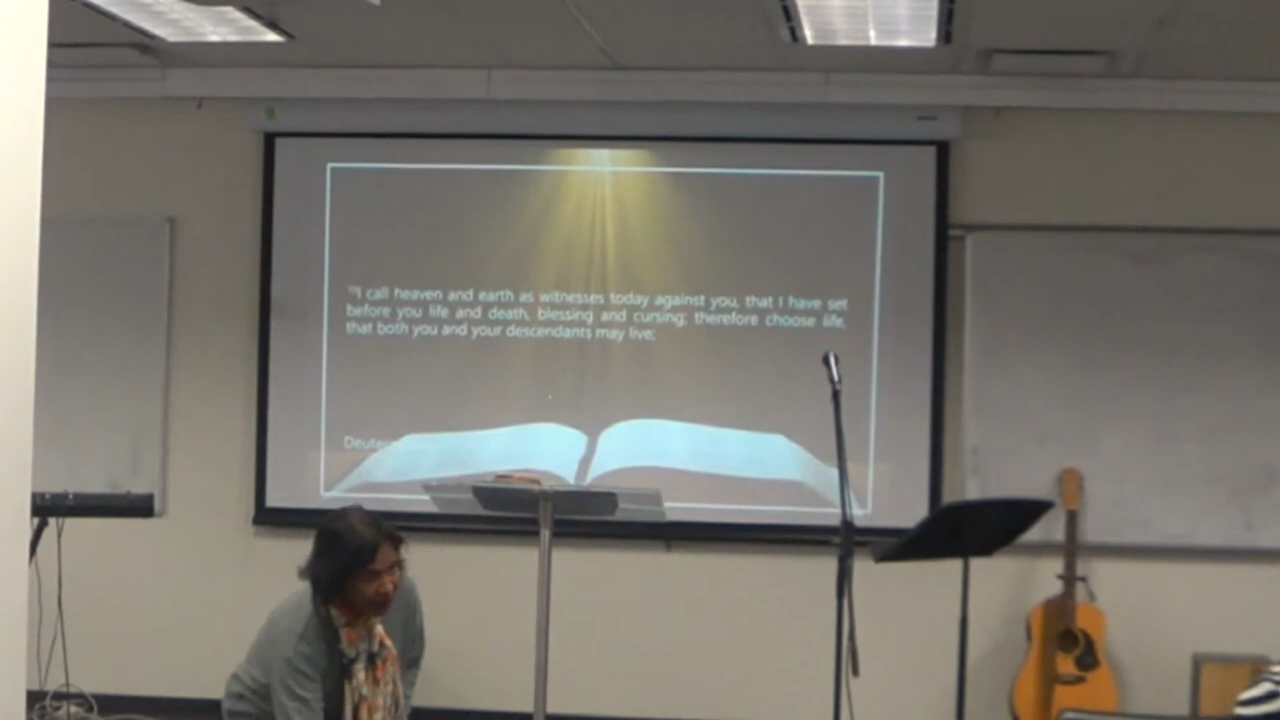 ¹⁹I call heaven and earth as witnesses today against you, that I have set
before you life and death, blessing and cursing; therefore choose life,
that both you and your descendants may live;